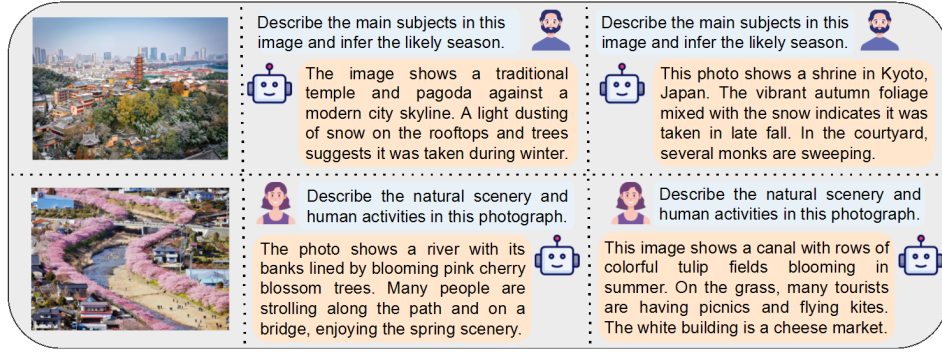 Describe the main subjects in this
image and infer the likely season.
The image shows a traditional
temple and pagoda against a
modern city skyline. A light dusting
of snow on the rooftops and trees
suggests it was taken during winter.
Describe the main subjects in this
image and infer the likely season.
This photo shows a shrine in Kyoto,
Japan. The vibrant autumn foliage
mixed with the snow indicates it was
taken in late fall. In the courtyard,
several monks are sweeping.
Describe the natural scenery and
human activities in this photograph.
The photo shows a river with its
banks lined by blooming pink cherry
blossom trees. Many people are
strolling along the path and on a
bridge, enjoying the spring scenery.
Describe the natural scenery and
human activities in this photograph.
This image shows a canal with rows of
colorful tulip fields blooming in
summer. On the grass, many tourists
are having picnics and flying kites.
The white building is a cheese market.